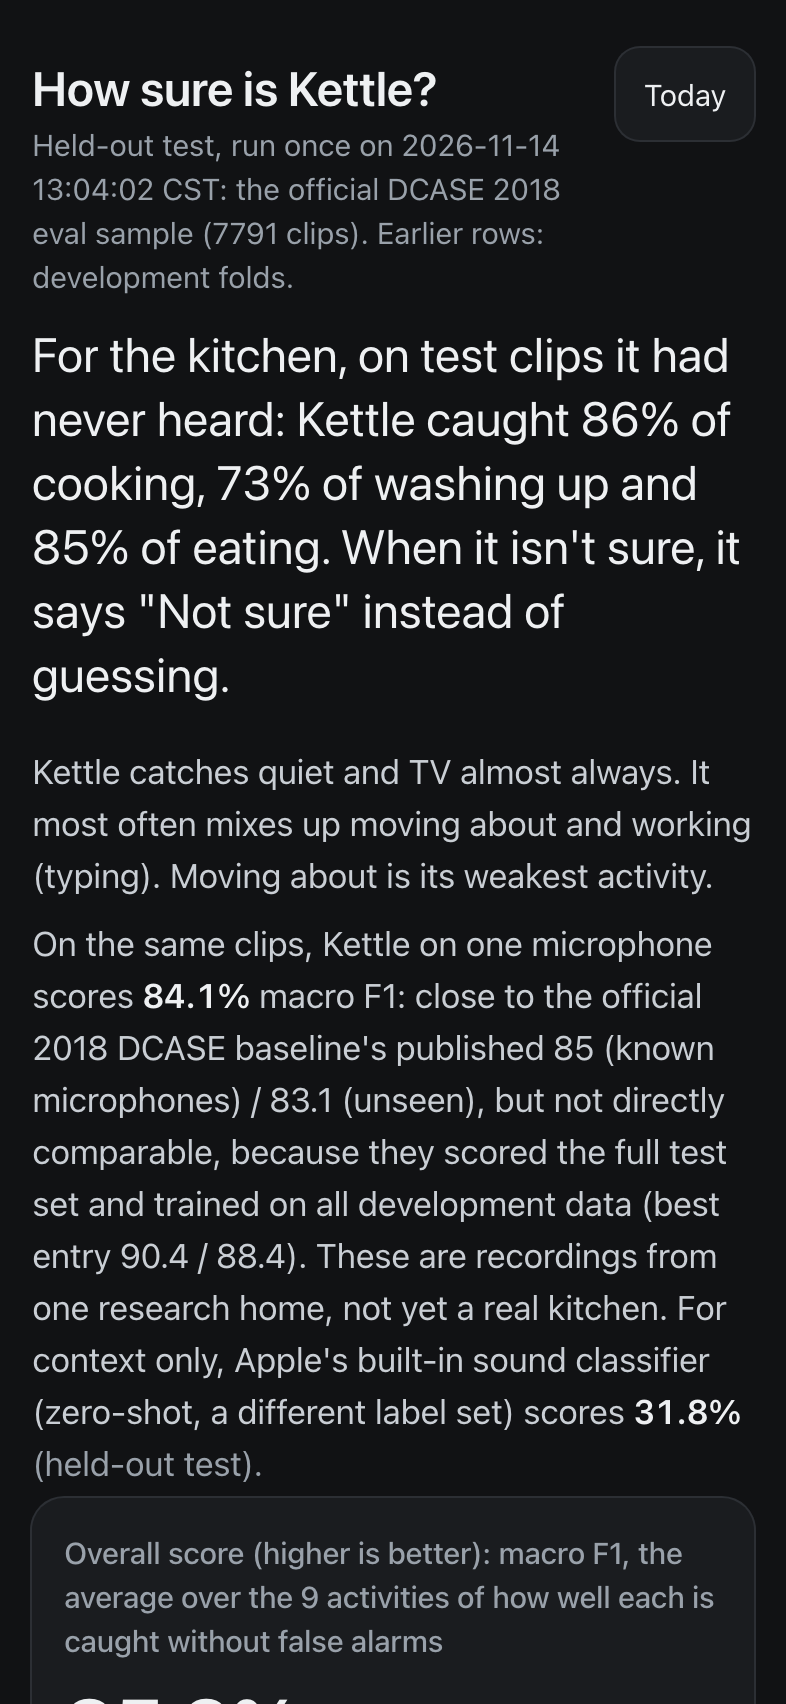 How sure is Kettle?
Today
Held-out test, run once on 2026-11-14
13:04:02 CST: the official DCASE 2018
eval sample (7791 clips). Earlier rows:
development folds.
For the kitchen, on test clips it had
never heard: Kettle caught 86% of
cooking, 73% of washing up and
85% of eating. When it isn't sure, it
says "Not sure" instead of
guessing.
Kettle catches quiet and TV almost always. It
most often mixes up moving about and working
(typing). Moving about is its weakest activity.
On the same clips, Kettle on one microphone
scores 84.1% macro F1: close to the official
2018 DCASE baseline's published 85 (known
microphones) / 83.1 (unseen), but not directly
comparable, because they scored the full test
set and trained on all development data (best
entry 90.4 / 88.4). These are recordings from
one research home, not yet a real kitchen. For
context only, Apple's built-in sound classifier
(zero-shot, a different label set) scores 31.8%
(held-out test).
Overall score (higher is better): macro F1, the
average over the 9 activities of how well each is
caught without false alarms